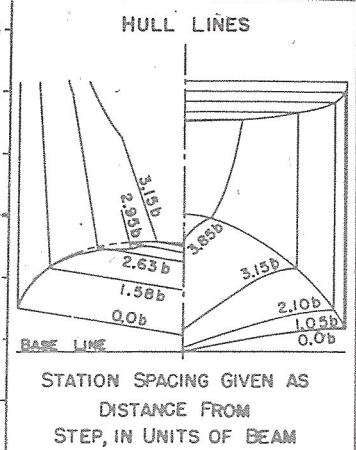 HULL LINES
3.15b
2.95b
2.63b
1.58b
0.0b
3.85b
3.15b
2.10b
1.05b
0.0b
BASE LINE
STATION SPACING GIVEN AS
DISTANCE FROM
STEP, IN UNITS OF BEAM